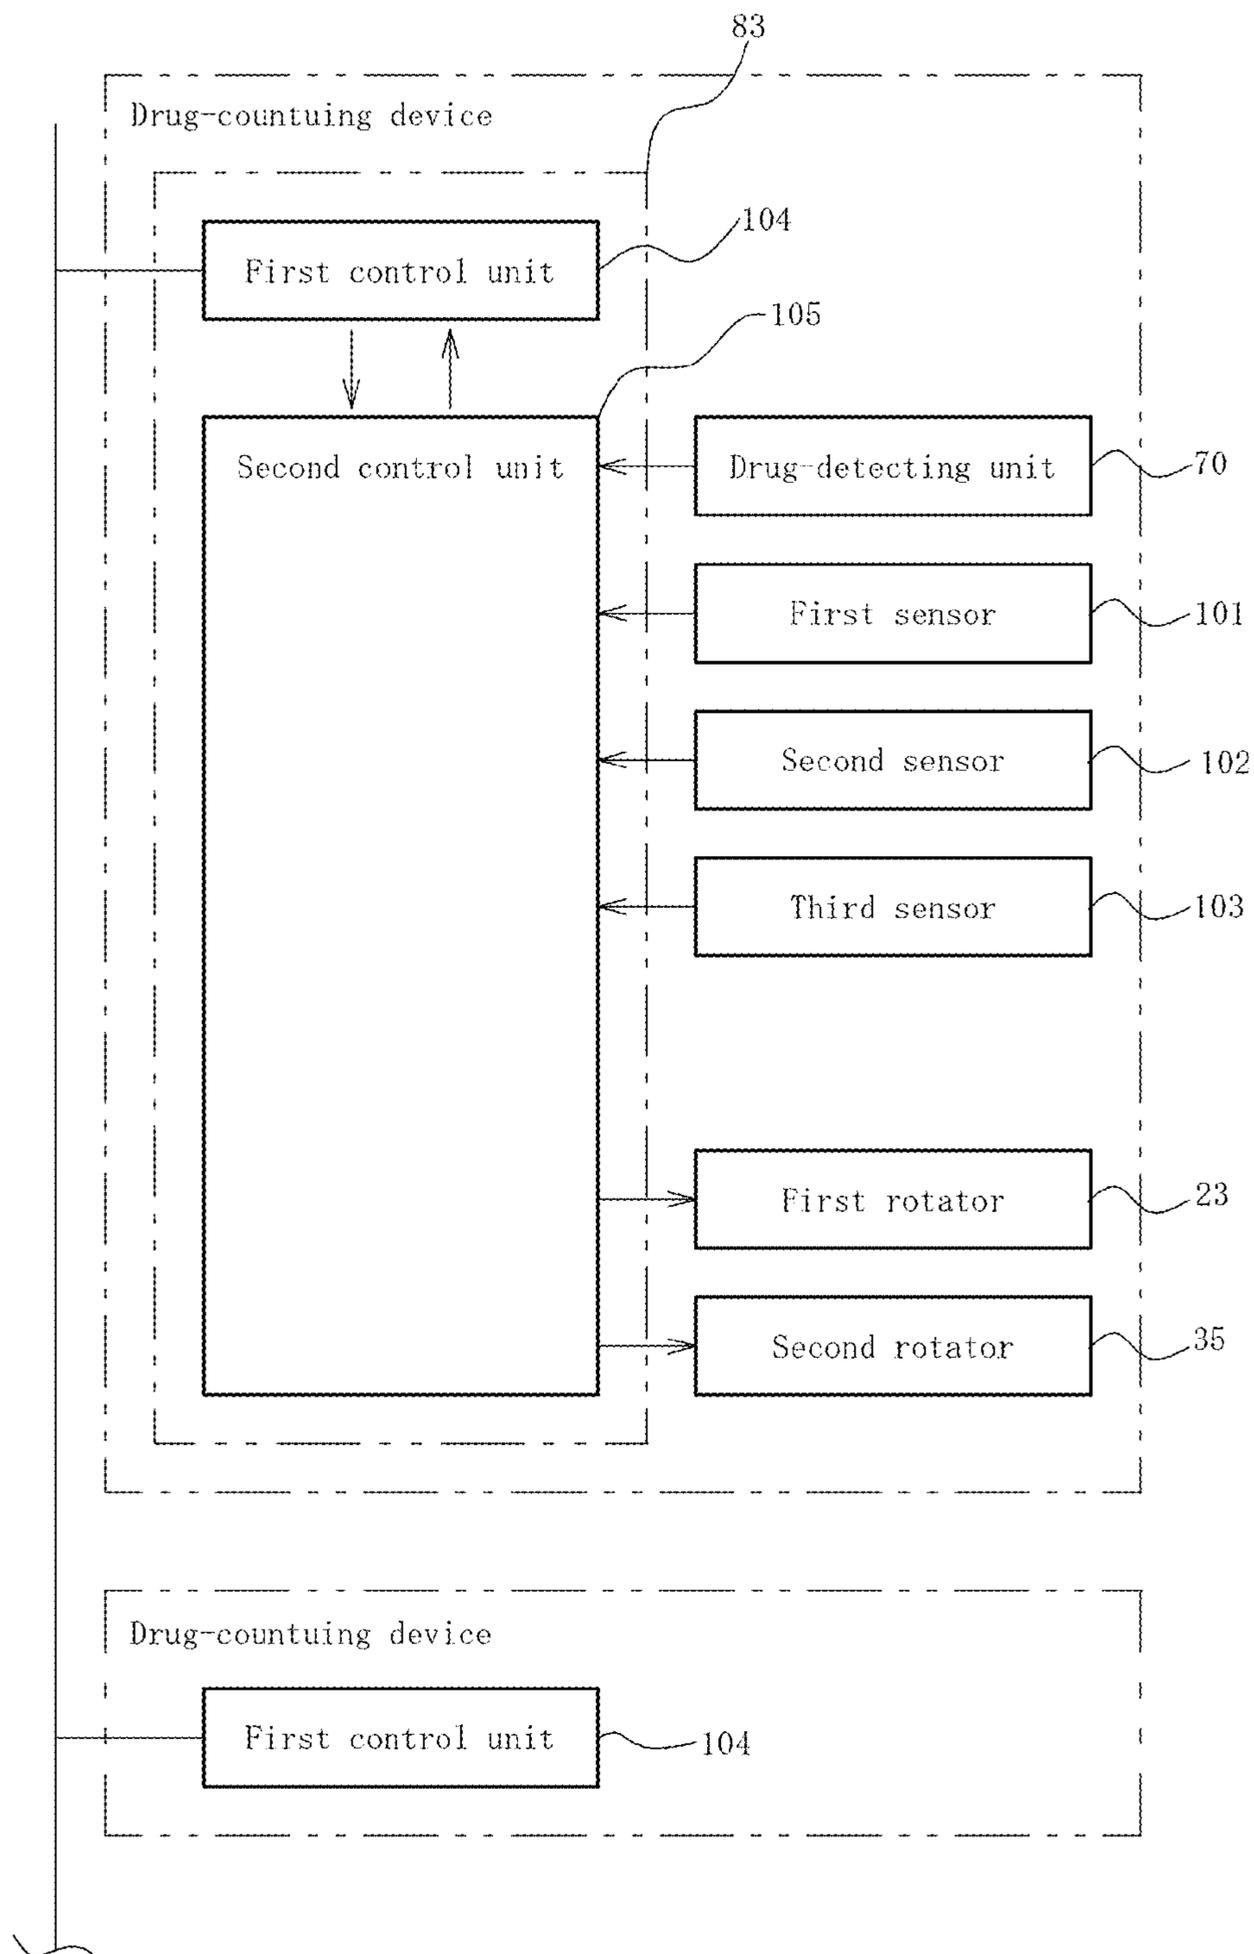 83
Drug-countuing device
104
First control unit
105
Second control unit
Drug-detecting unit
70
First sensor
101
Second sensor
102
Third sensor
103
First rotator
23
Second rotator
35
Drug-countuing device
First control unit
104